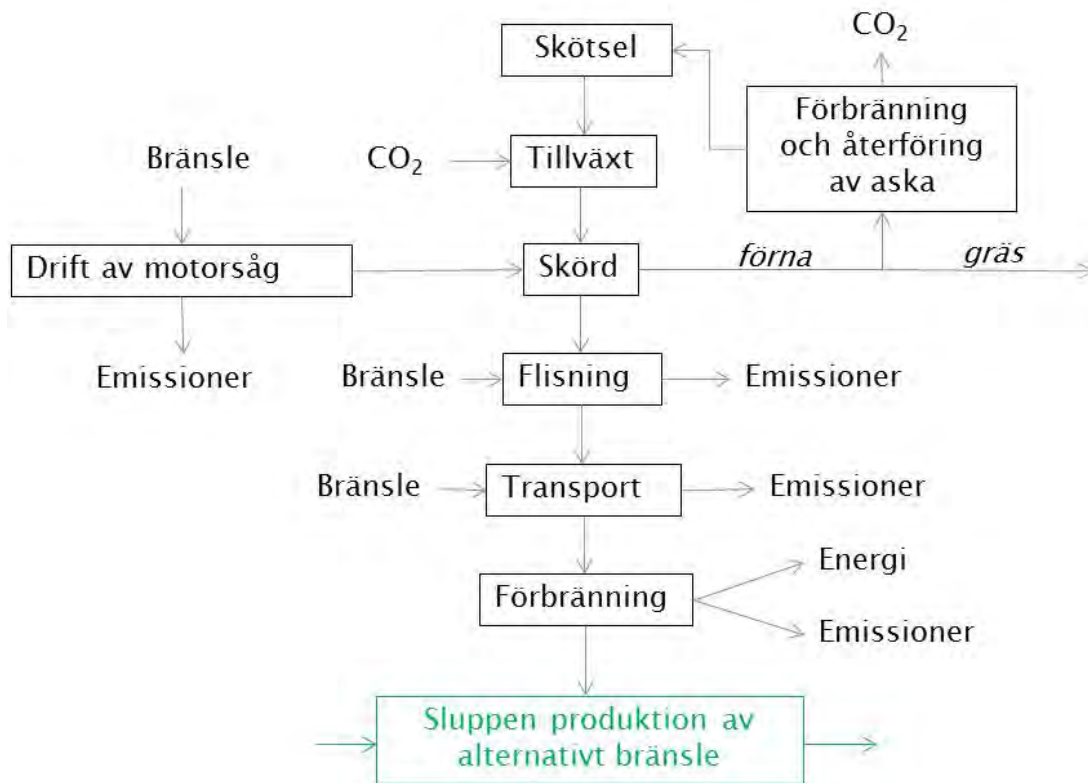 CO₂
Skötsel
Förbränning
och återföring
av aska
Bränsle
CO₂
Tillväxt
Drift av motorsåg
Skörd
förna
gräs
Emissioner
Bränsle
Flisning
Emissioner
Bränsle
Transport
Emissioner
Energi
Förbränning
Emissioner
Sluppen produktion av
alternativt bränsle